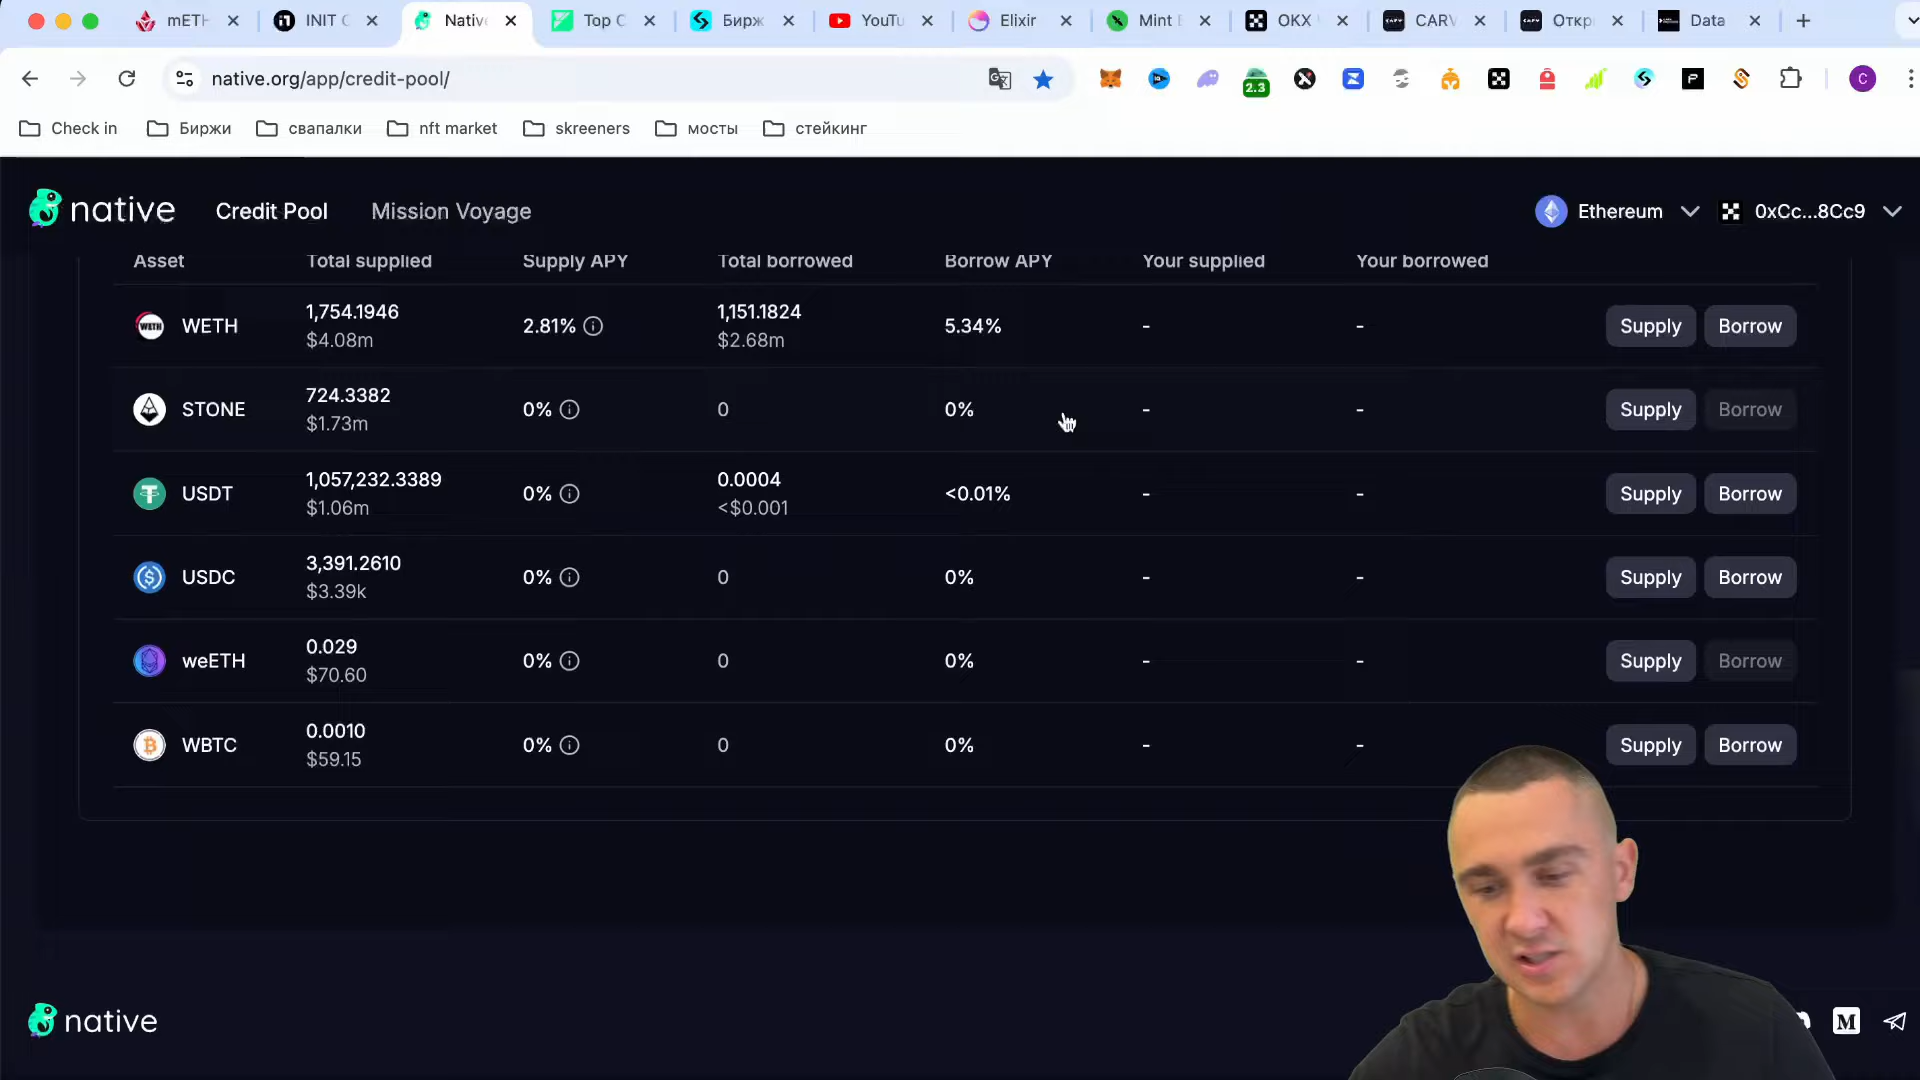 mETH
INIT C
Native
Top C
Бирж
YouTu
Elixir
Mint
OKX
CARV
Откр
Data
native.org/app/credit-pool/
2.3
C
Check in
Биржи
свапалки
nft market
skreeners
мосты
стейкинг
native
Credit Pool
Mission Voyage
Ethereum
0xCc...8Cc9
Asset
Total supplied
Supply APY
Total borrowed
Borrow APY
Your supplied
Your borrowed
WETH
WETH
1,754.1946
$4.08m
2.81%
1,151.1824
$2.68m
5.34%
-
-
Supply
Borrow
STONE
724.3382
$1.73m
0%
0
0%
-
-
Supply
Borrow
USDT
1,057,232.3389
$1.06m
0%
0.0004
<$0.001
<0.01%
-
-
Supply
Borrow
USDC
3,391.2610
$3.39k
0%
0
0%
-
-
Supply
Borrow
weETH
0.029
$70.60
0%
0
0%
-
-
Supply
Borrow
WBTC
0.0010
$59.15
0%
0
0%
-
-
Supply
Borrow
native
M